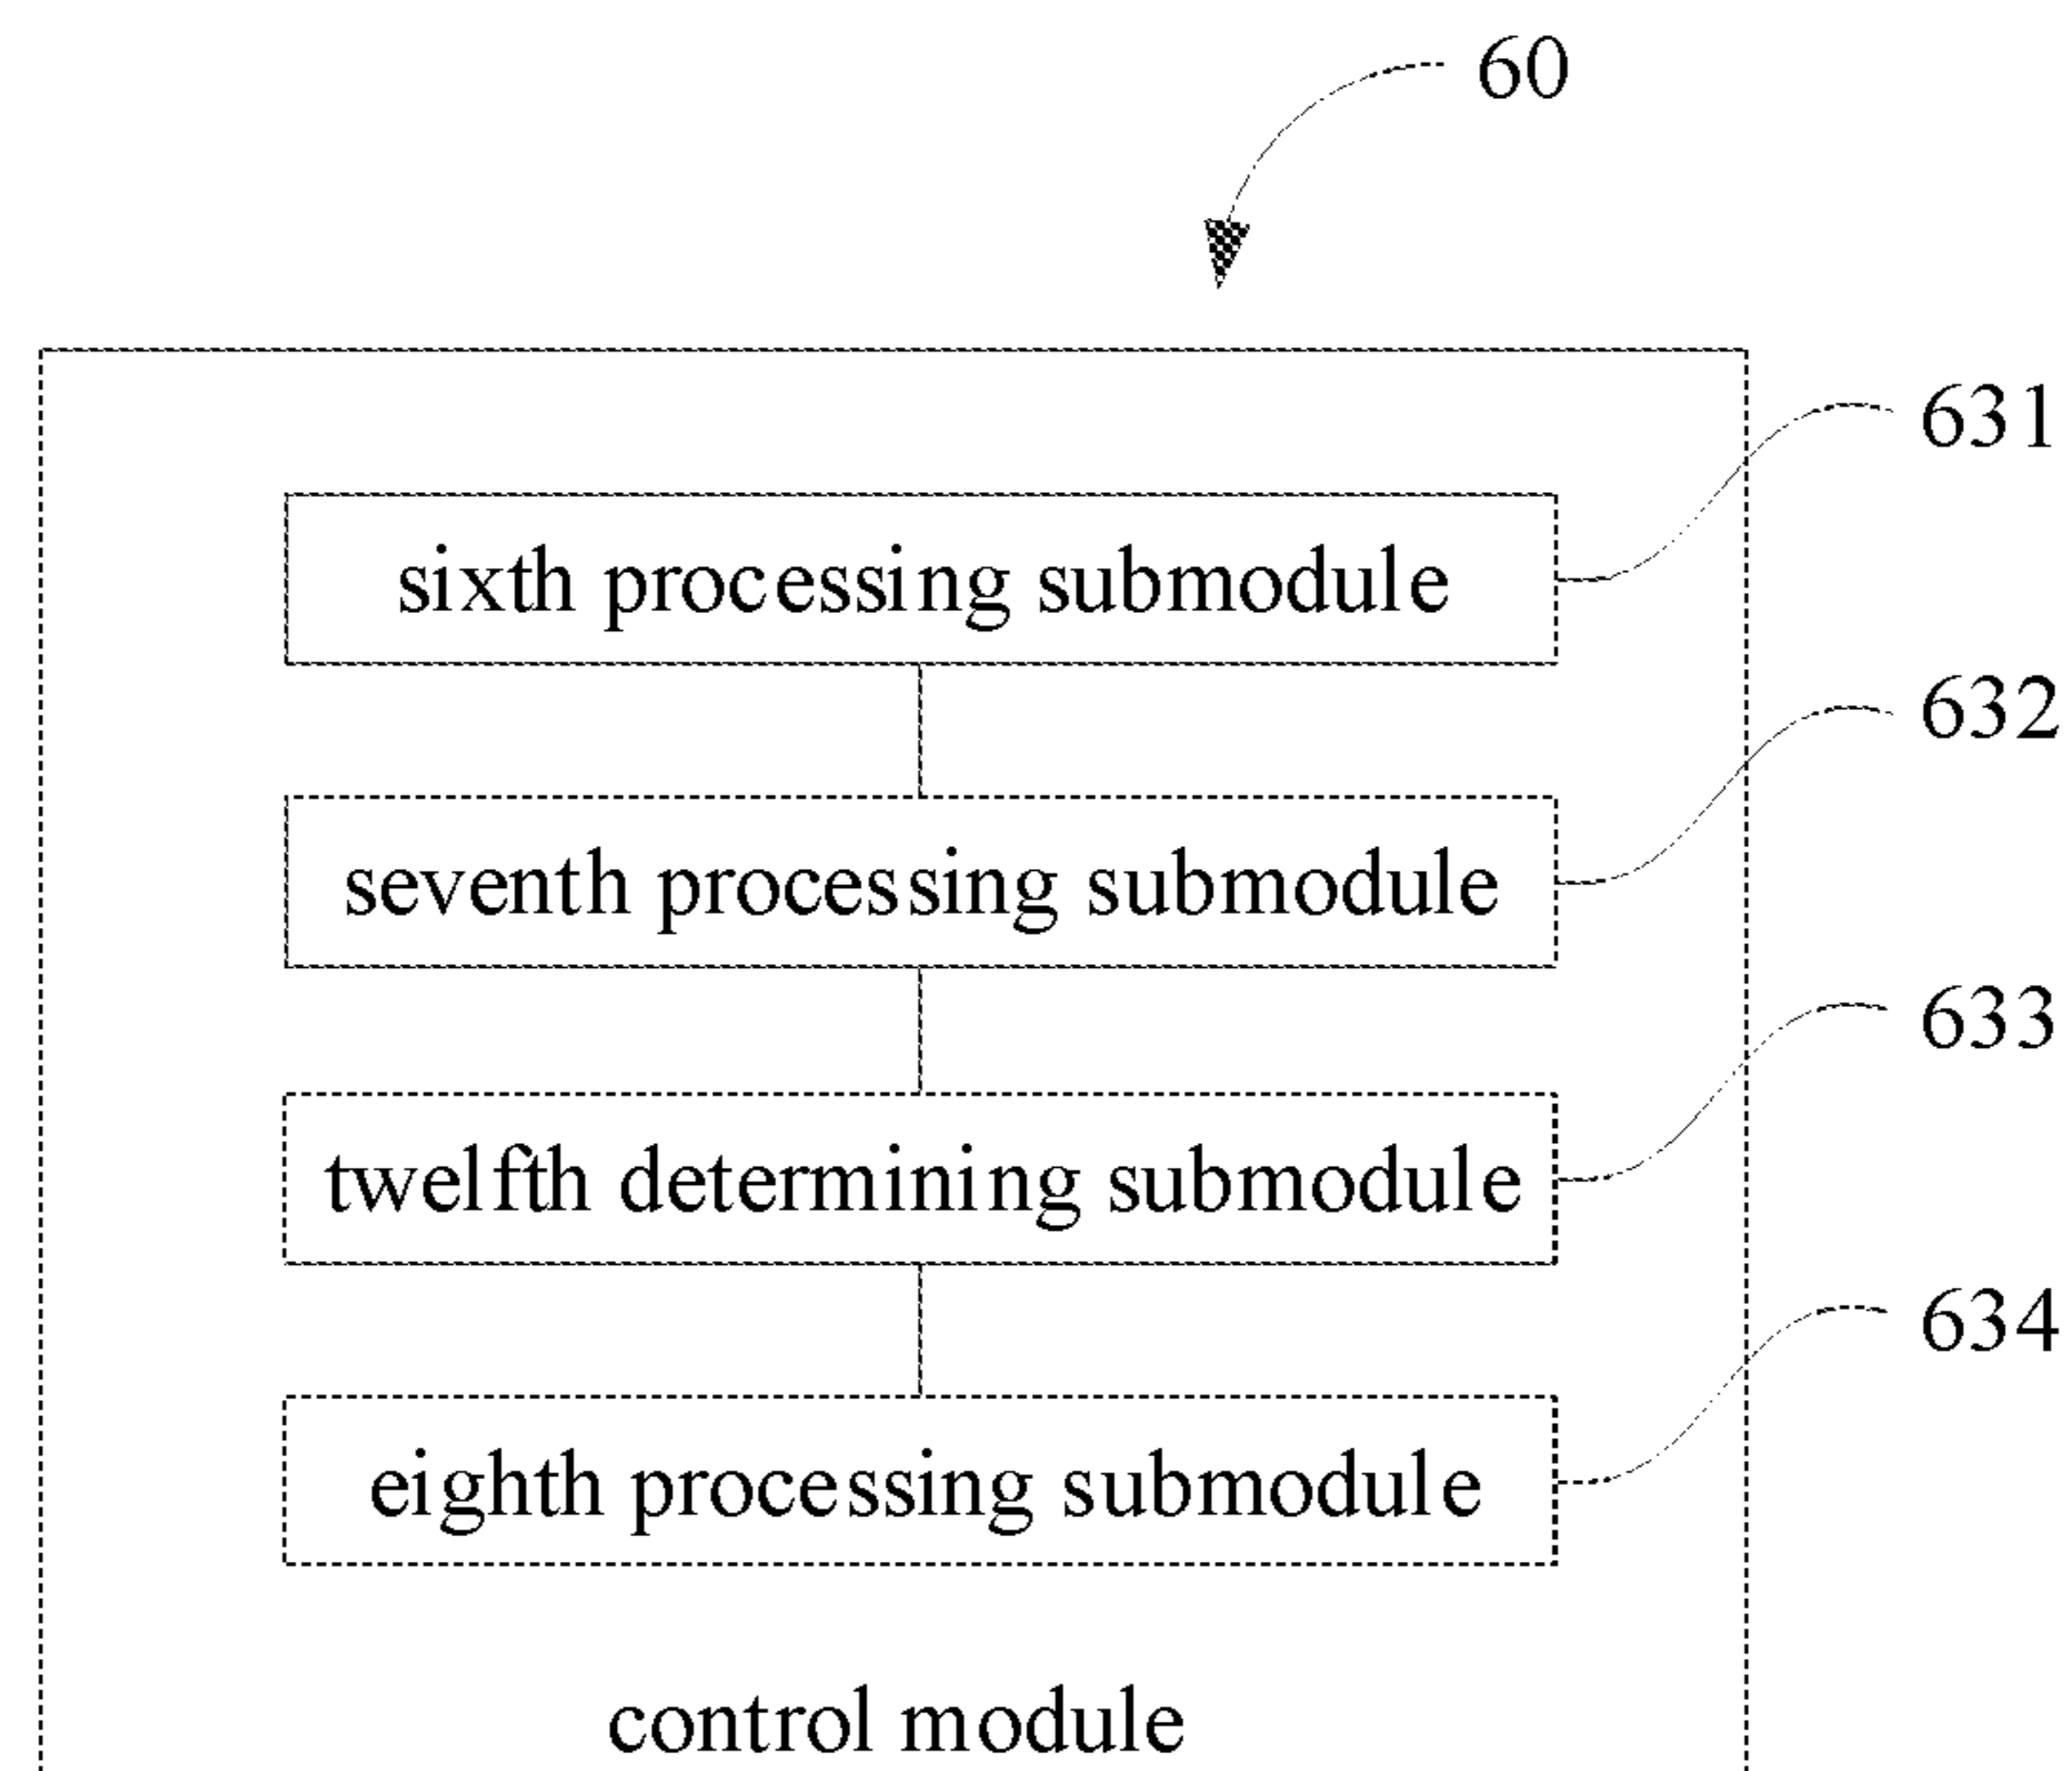 60
631
sixth processing submodule
632
seventh processing submodule
633
twelfth determining submodule
634
eighth processing submodule
control module